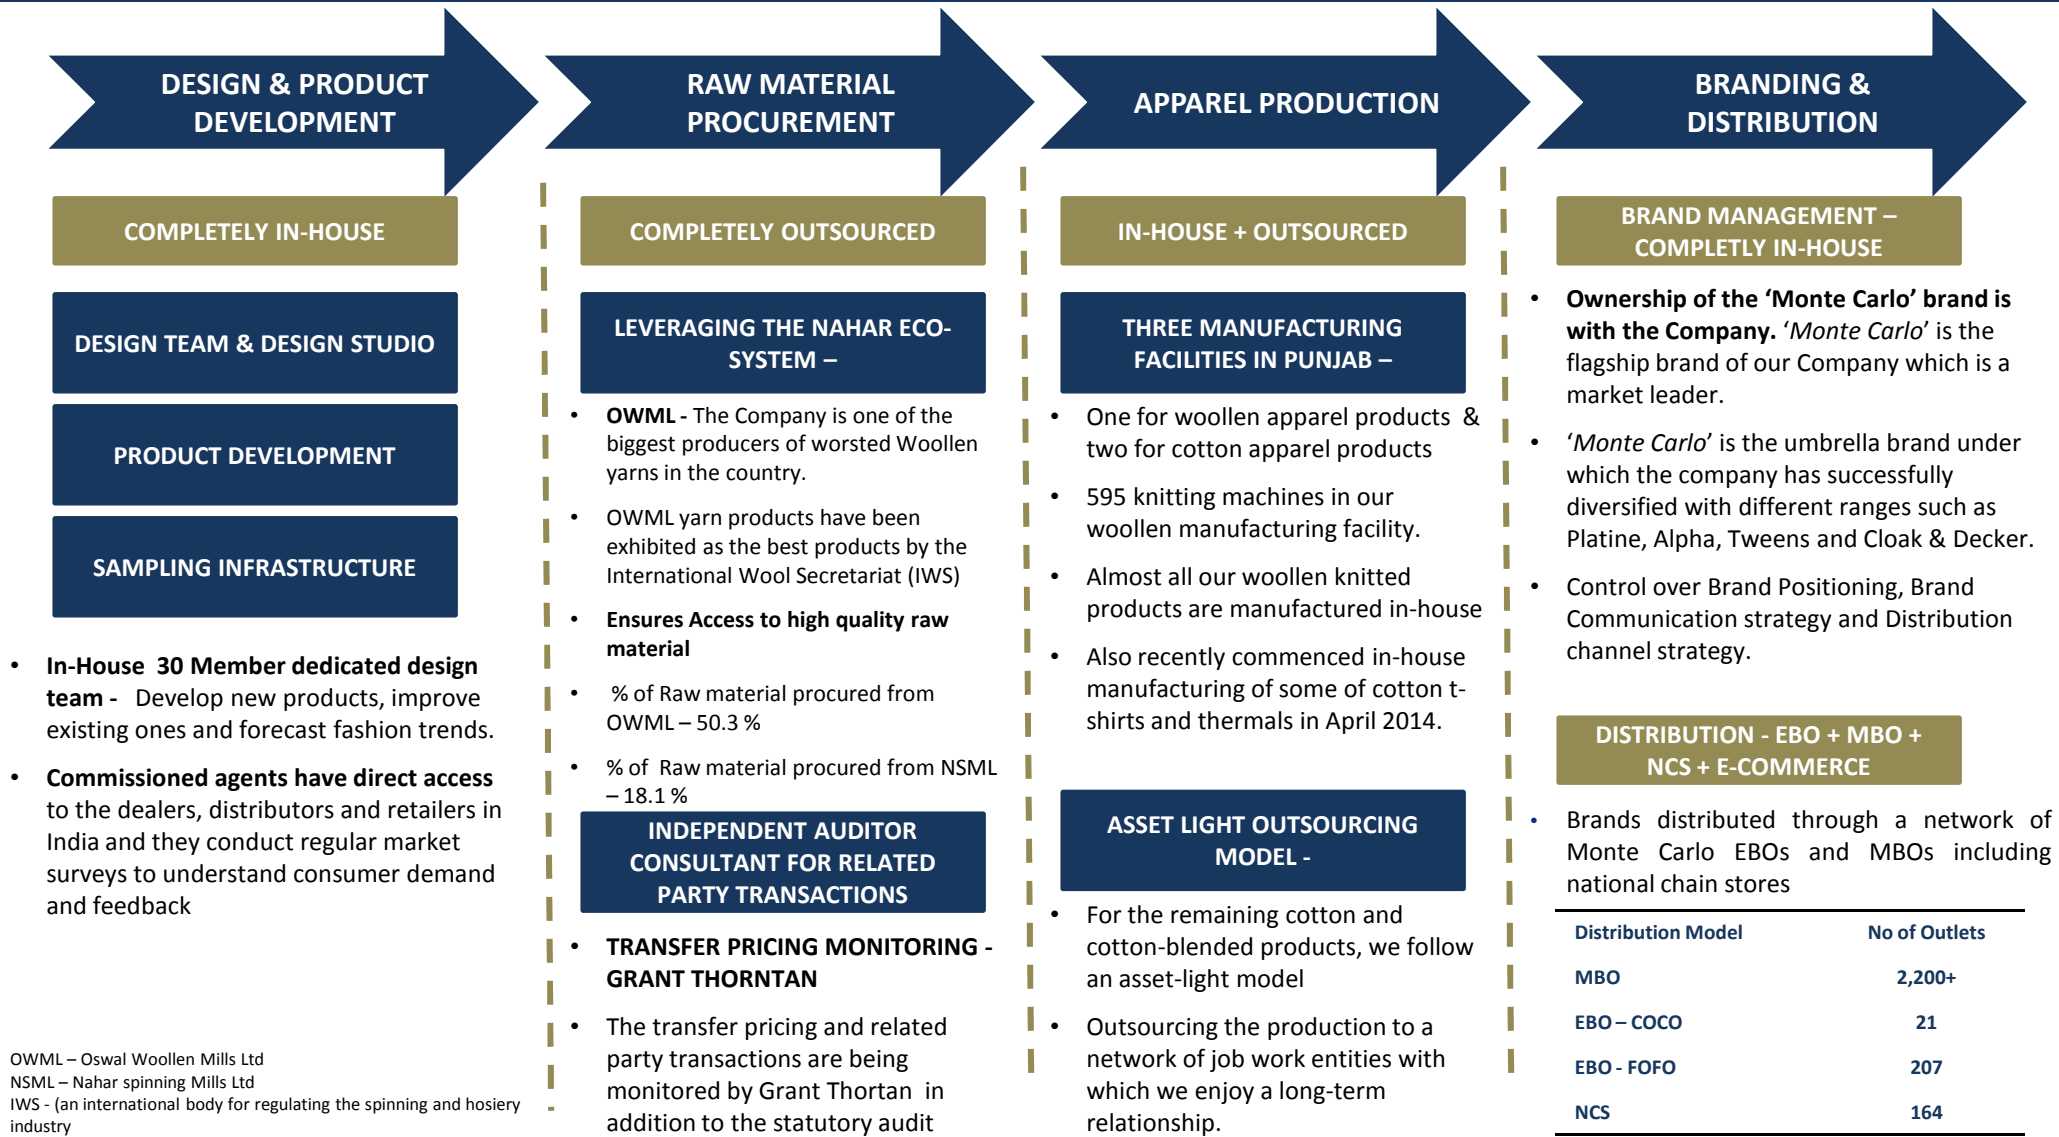 DESIGN & PRODUCT
DEVELOPMENT
COMPLETELY IN-HOUSE
DESIGN TEAM & DESIGN STUDIO
PRODUCT DEVELOPMENT
SAMPLING INFRASTRUCTURE
• In-House 30 Member dedicated design
team - Develop new products, improve
existing ones and forecast fashion trends.
• Commissioned agents have direct access
to the dealers, distributors and retailers in
India and they conduct regular market
surveys to understand consumer demand
and feedback
OWML – Oswal Woollen Mills Ltd
NSML – Nahar spinning Mills Ltd
IWS - (an international body for regulating the spinning and hosiery
industry
RAW MATERIAL
PROCUREMENT
COMPLETELY OUTSOURCED
LEVERAGING THE NAHAR ECO-
SYSTEM –
• OWML - The Company is one of the
biggest producers of worsted Woollen
yarns in the country.
• OWML yarn products have been
exhibited as the best products by the
International Wool Secretariat (IWS)
• Ensures Access to high quality raw
material
• % of Raw material procured from
OWML – 50.3 %
• % of Raw material procured from NSML
– 18.1 %
INDEPENDENT AUDITOR
CONSULTANT FOR RELATED
PARTY TRANSACTIONS
• TRANSFER PRICING MONITORING -
GRANT THORNTAN
• The transfer pricing and related
party transactions are being
monitored by Grant Thortan in
addition to the statutory audit
APPAREL PRODUCTION
IN-HOUSE + OUTSOURCED
THREE MANUFACTURING
FACILITIES IN PUNJAB –
• One for woollen apparel products &
two for cotton apparel products
• 595 knitting machines in our
woollen manufacturing facility.
• Almost all our woollen knitted
products are manufactured in-house
• Also recently commenced in-house
manufacturing of some of cotton t-
shirts and thermals in April 2014.
ASSET LIGHT OUTSOURCING
MODEL -
• For the remaining cotton and
cotton-blended products, we follow
an asset-light model
• Outsourcing the production to a
network of job work entities with
which we enjoy a long-term
relationship.
BRANDING &
DISTRIBUTION
BRAND MANAGEMENT –
COMPLETLY IN-HOUSE
• Ownership of the ‘Monte Carlo’ brand is
with the Company. ‘Monte Carlo’ is the
flagship brand of our Company which is a
market leader.
• ‘Monte Carlo’ is the umbrella brand under
which the company has successfully
diversified with different ranges such as
Platine, Alpha, Tweens and Cloak & Decker.
• Control over Brand Positioning, Brand
Communication strategy and Distribution
channel strategy.
DISTRIBUTION - EBO + MBO +
NCS + E-COMMERCE
• Brands distributed through a network of
Monte Carlo EBOs and MBOs including
national chain stores
Distribution Model No of Outlets
MBO 2,200+
EBO – COCO 21
EBO - FOFO 207
NCS 164